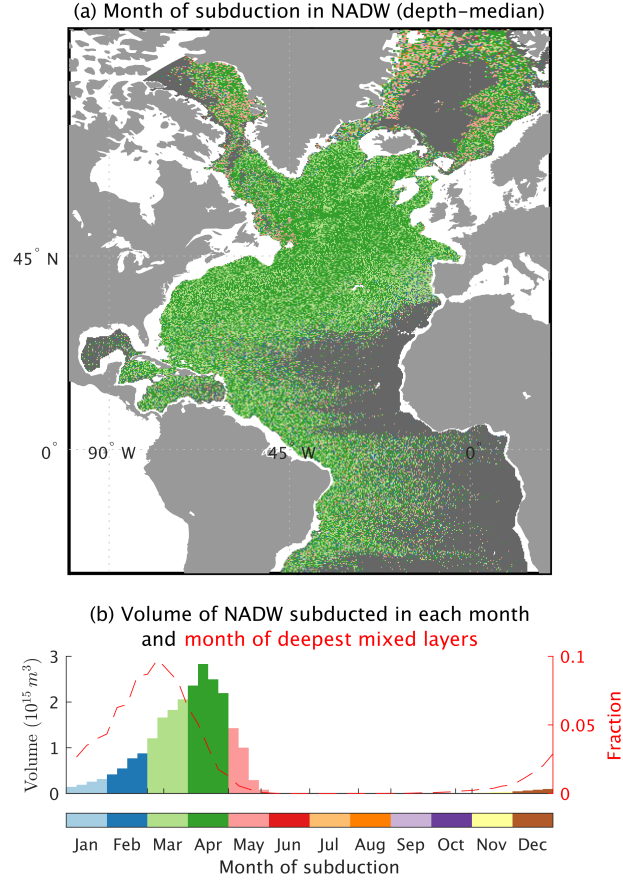 (a) Month of subduction in NADW (depth−median)
45° N
0°
90° W
45° W
0°
(b) Volume of NADW subducted in each month
and month of deepest mixed layers
3
2
1
0
Volume (10^15 m^3)
0.1
0.05
0
Fraction
Jan Feb Mar Apr May Jun Jul Aug Sep Oct Nov Dec
Month of subduction